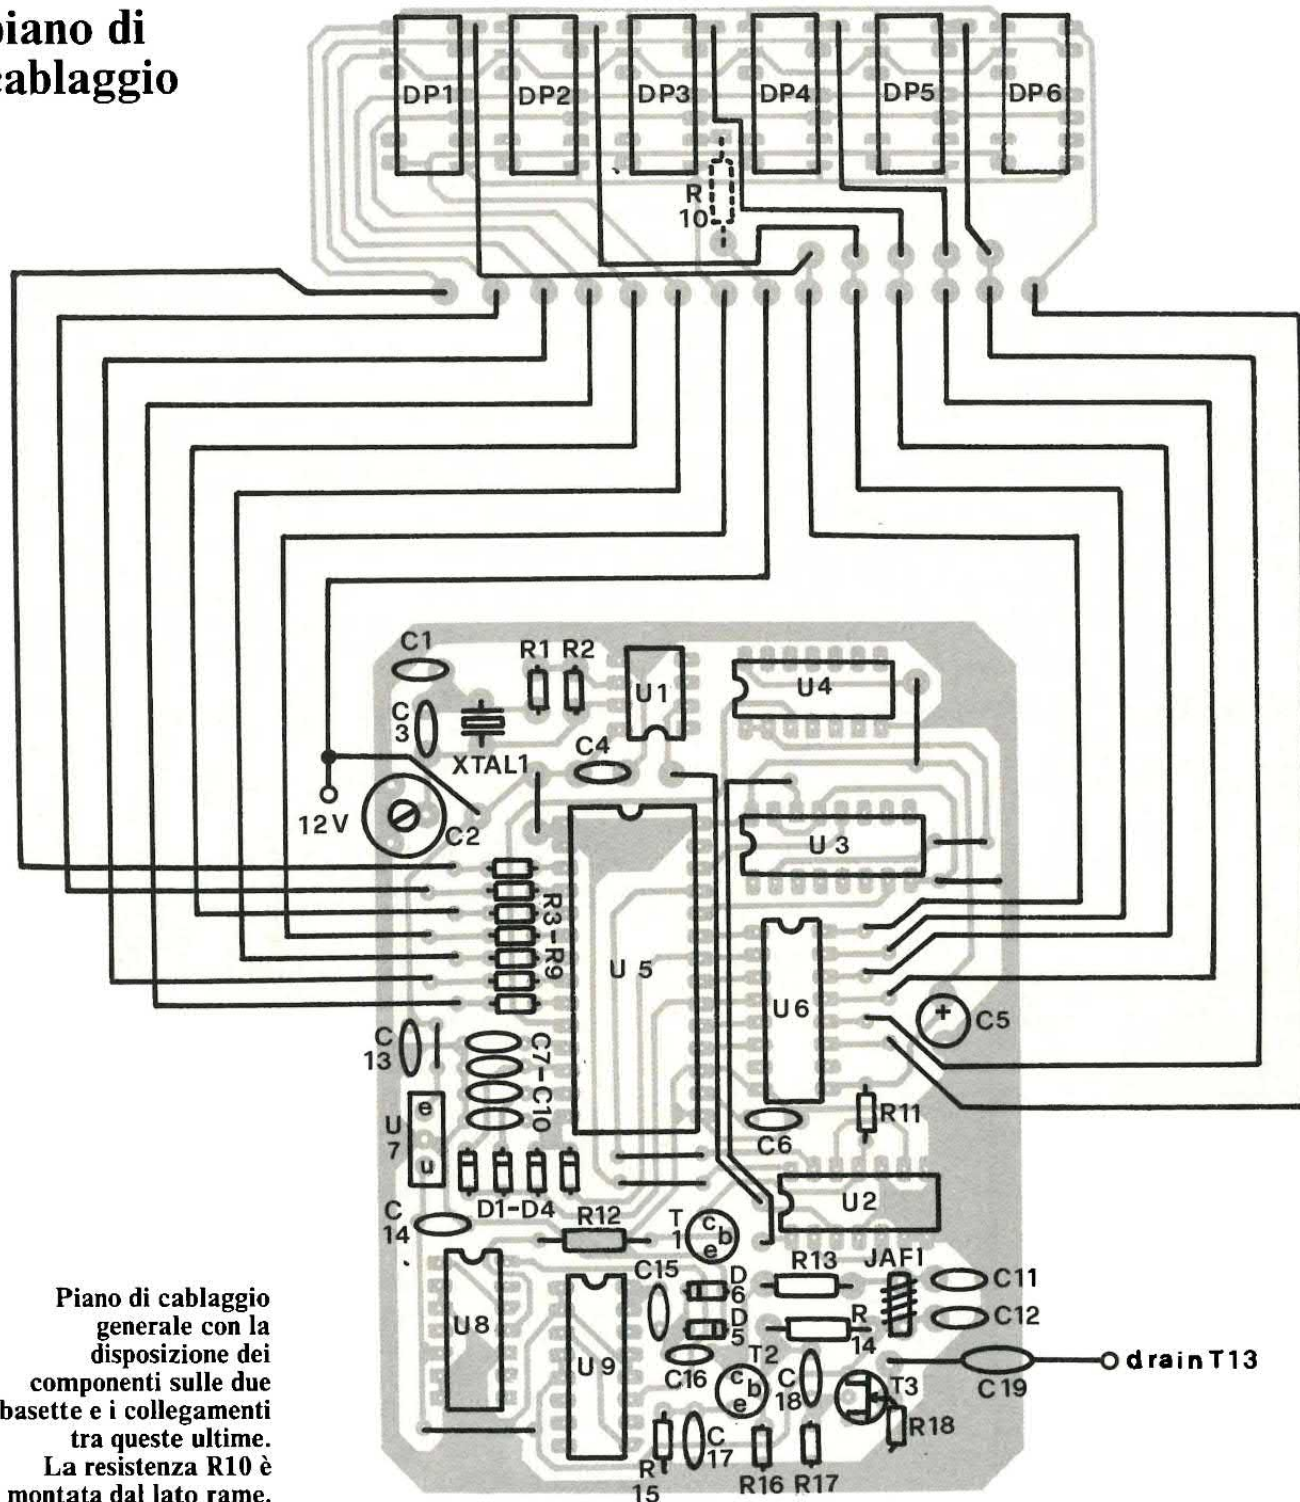 piano di
cablaggio
DP1 DP2 DP3 DP4 DP5 DP6
R
10
C1
R1 R2
U1
U4
C
3
XTAL1
C4
12V
C2
U3
R3-R9
U 5
U6
C5
C
13
C7-C10
e
U
7
u
C6
R11
D1-D4
U2
C
14
R12
T
1
c
b
e
C15
D
6
R13
JAF1
C11
U8
U9
D
5
R
14
C12
C16
T2
c
b
e
C
18
T3
C19
drain T13
R18
R
15
C
17
R16 R17
Piano di cablaggio
generale con la
disposizione dei
componenti sulle due
basette e i collegamenti
tra queste ultime.
La resistenza R10 è
montata dal lato rame.